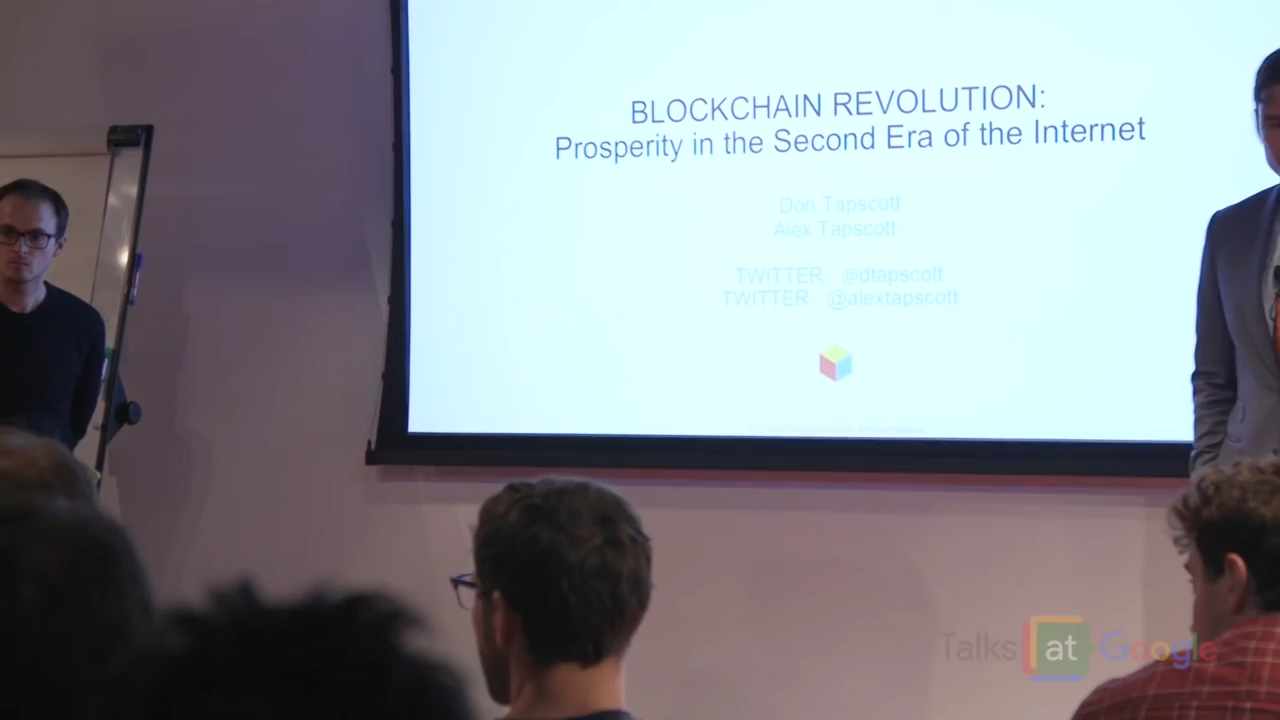 BLOCKCHAIN REVOLUTION:
Prosperity in the Second Era of the Internet
Don Tapscott
Alex Tapscott
TWITTER: @dtapscott
TWITTER: @alextapscott
Talks at Google